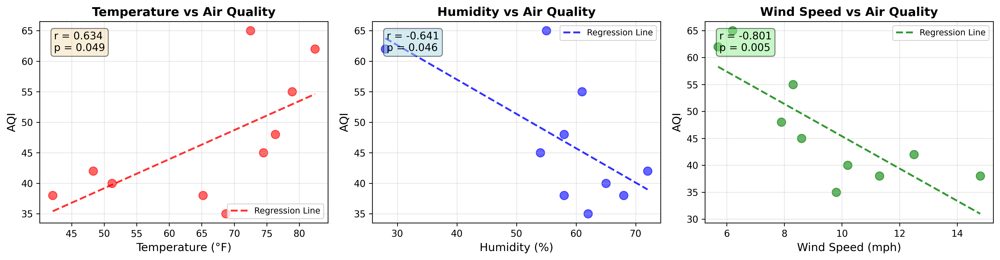 Temperature vs Air Quality
r = 0.634
p = 0.049
65
60
55
50
45
40
35
AQI
Regression Line
45 50 55 60 65 70 75 80
Temperature (°F)
Humidity vs Air Quality
r = -0.641
p = 0.046
Regression Line
65
60
55
50
45
40
35
AQI
30 40 50 60 70
Humidity (%)
Wind Speed vs Air Quality
r = -0.801
p = 0.005
Regression Line
65
60
55
50
45
40
35
30
AQI
6 8 10 12 14
Wind Speed (mph)